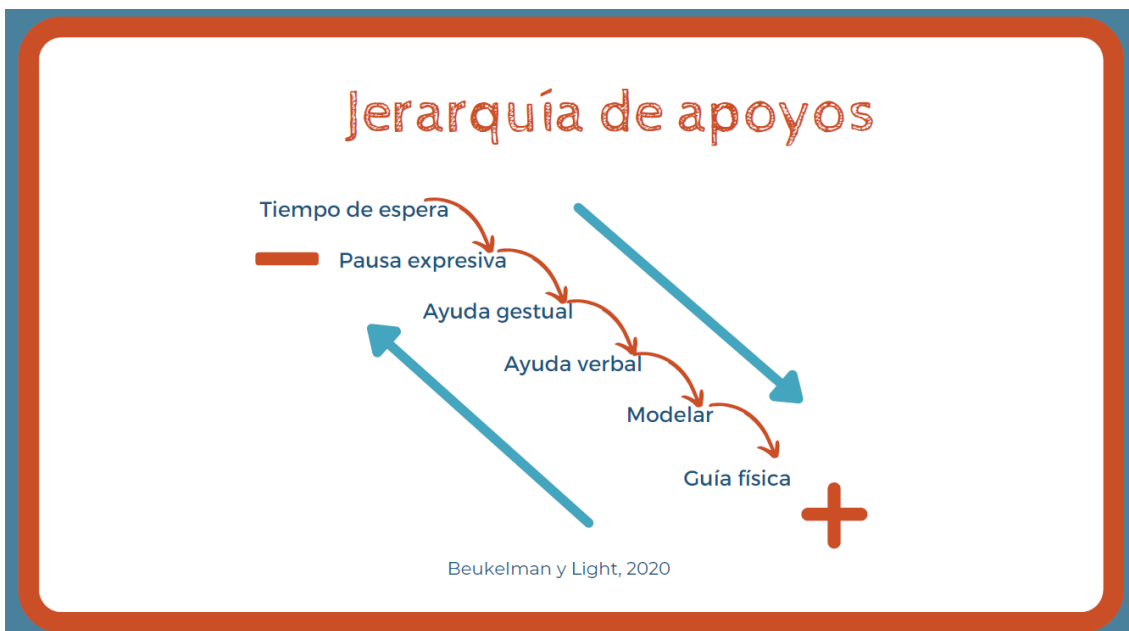 Jerarquía de apoyos
Tiempo de espera
Pausa expresiva
Ayuda gestual
Ayuda verbal
Modelar
Guía física
Beukelman y Light, 2020